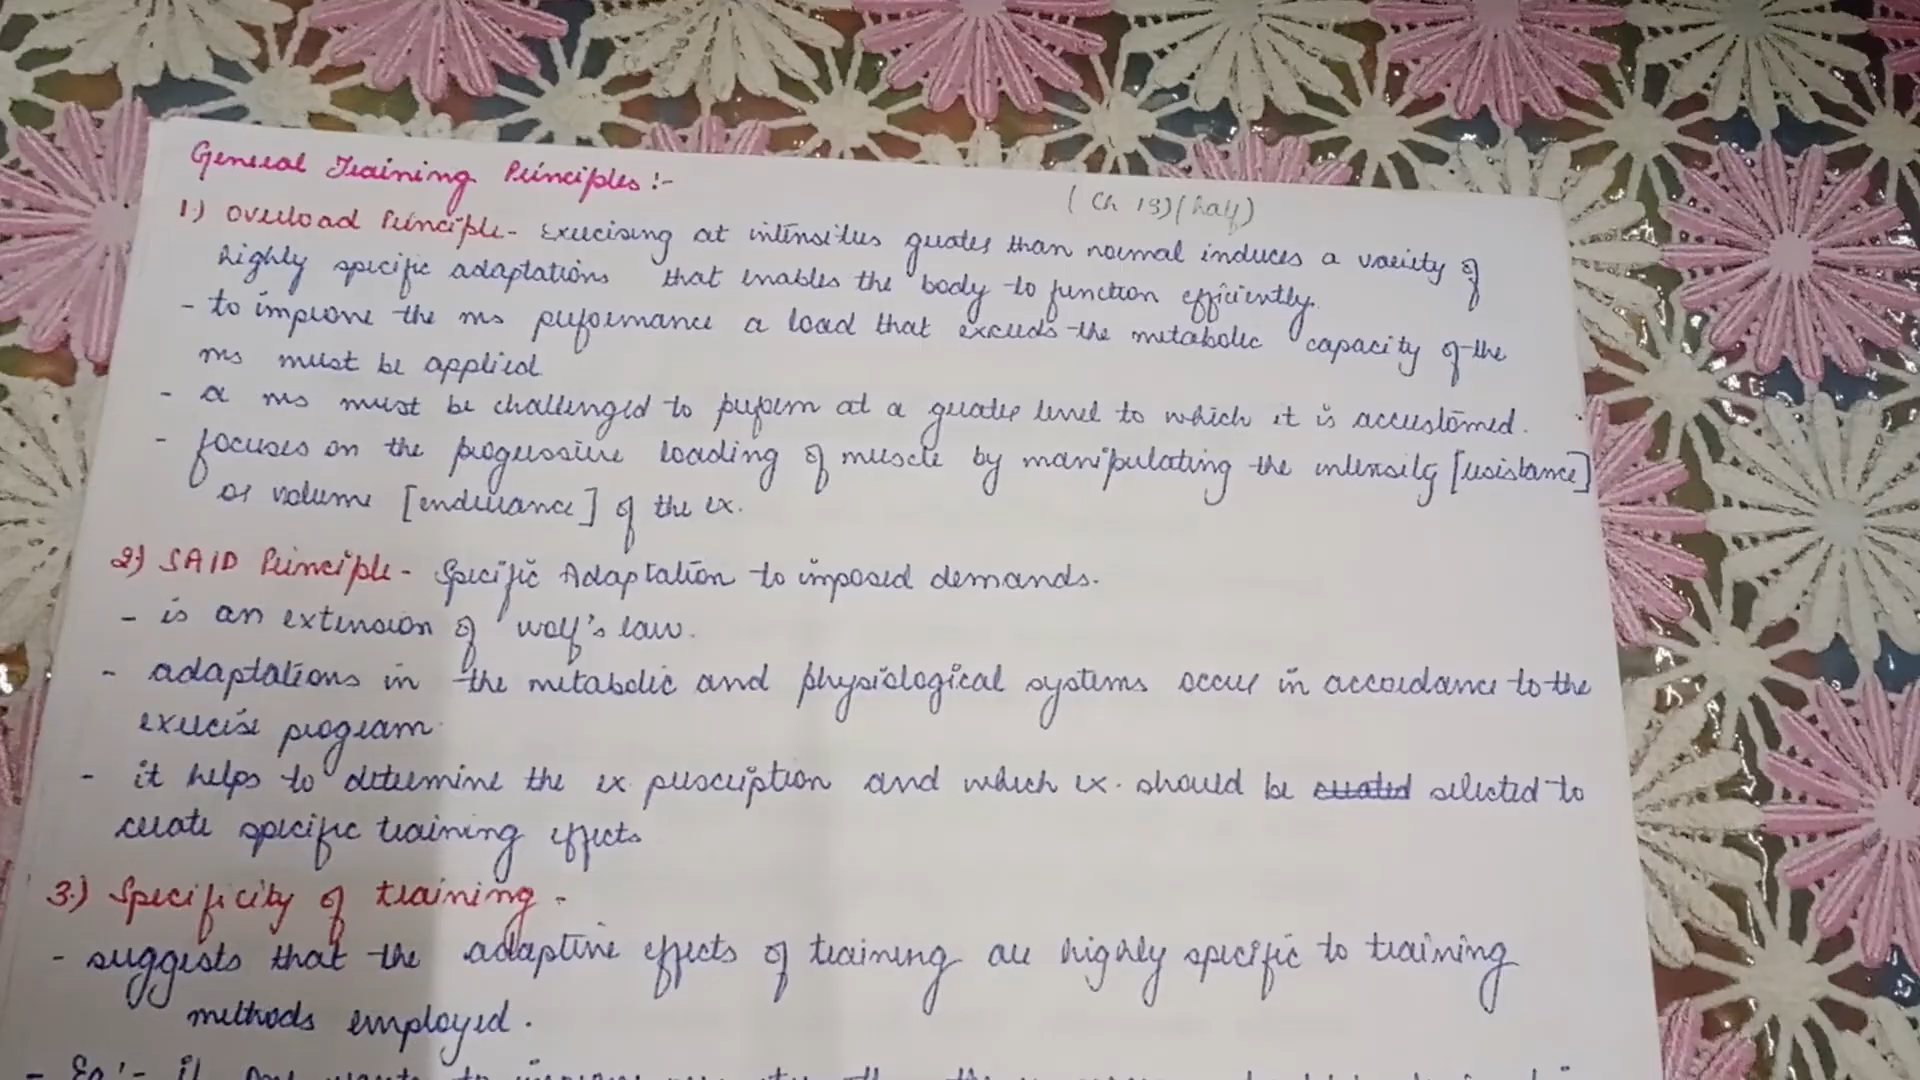 General Training Principles :-
( Ch 13) (half)
1.) Overload Principle - Exercising at intensities greater than normal induces a variety of
highly specific adaptations that enables the body to function efficiently.
- to improve the ms performance a load that exceeds the metabolic capacity of the
ms must be applied
- a ms must be challenged to perform at a greater level to which it is accustomed.
- focuses on the progressive loading of muscle by manipulating the intensity [resistance]
or volume [endurance] of the ex.
2) SAID Principle - Specific Adaptation to imposed demands.
- is an extension of wolf's law.
- adaptations in the metabolic and physiological systems occur in accordance to the
exercise program
- it helps to determine the ex prescription and which ex. should be created selected to
create specific training effects
3.) Specificity of training -
- suggests that the adaptive effects of training are highly specific to training
methods employed.
- Eg:- if